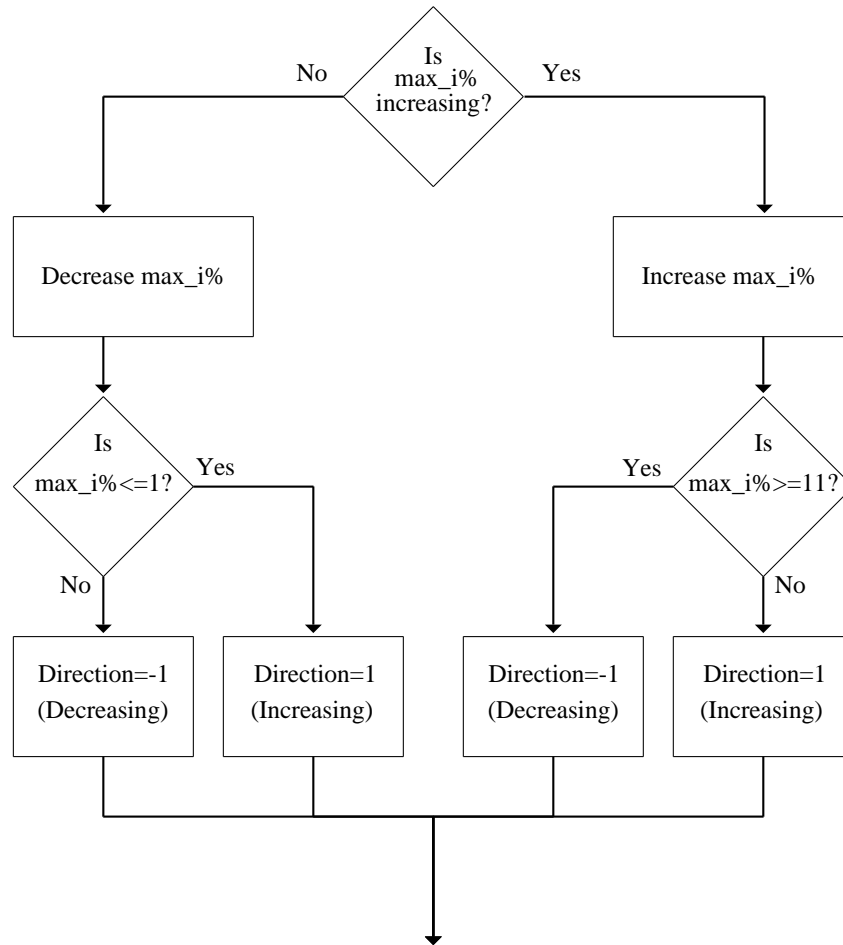 Is
max_i%
increasing?
No
Yes
Decrease max_i%
Increase max_i%
Is
max_i%<=1?
Yes
No
Is
max_i%>=11?
Yes
No
Direction=-1
(Decreasing)
Direction=1
(Increasing)
Direction=-1
(Decreasing)
Direction=1
(Increasing)